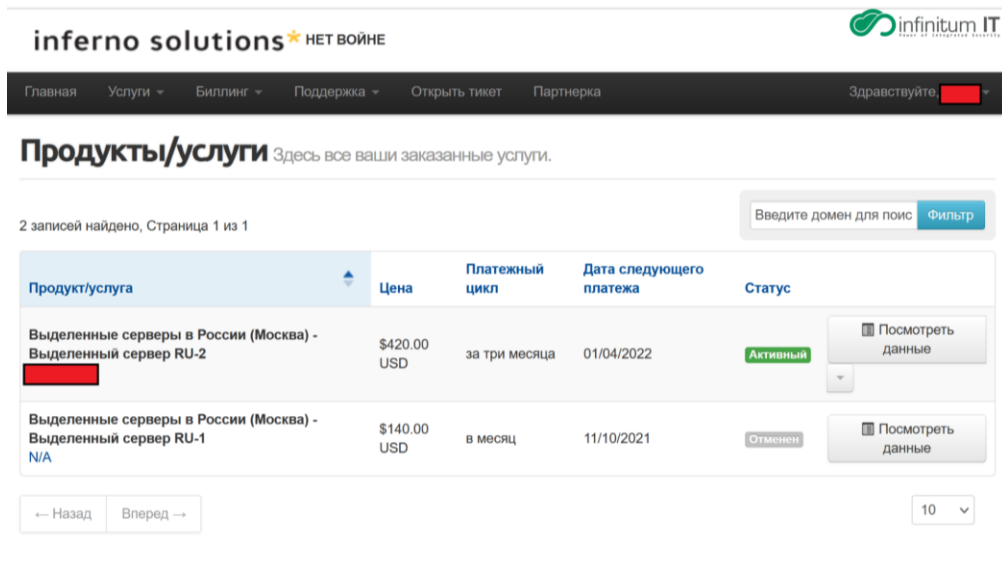 inferno solutions* НЕТ ВОЙНЕ
infinitum IT
Power of Integrated Security
Главная Услуги Биллинг Поддержка Открыть тикет Партнерка Здравствуйте,
Продукты/услуги Здесь все ваши заказанные услуги.
2 записей найдено, Страница 1 из 1
Введите домен для поис Фильтр
Продукт/услуга Цена Платежный цикл Дата следующего платежа Статус
Выделенные серверы в России (Москва) -
Выделенный сервер RU-2
$420.00
USD
за три месяца
01/04/2022
Активный
Посмотреть
данные
Выделенные серверы в России (Москва) -
Выделенный сервер RU-1
N/A
$140.00
USD
в месяц
11/10/2021
Отменен
Посмотреть
данные
← Назад Вперед →
10